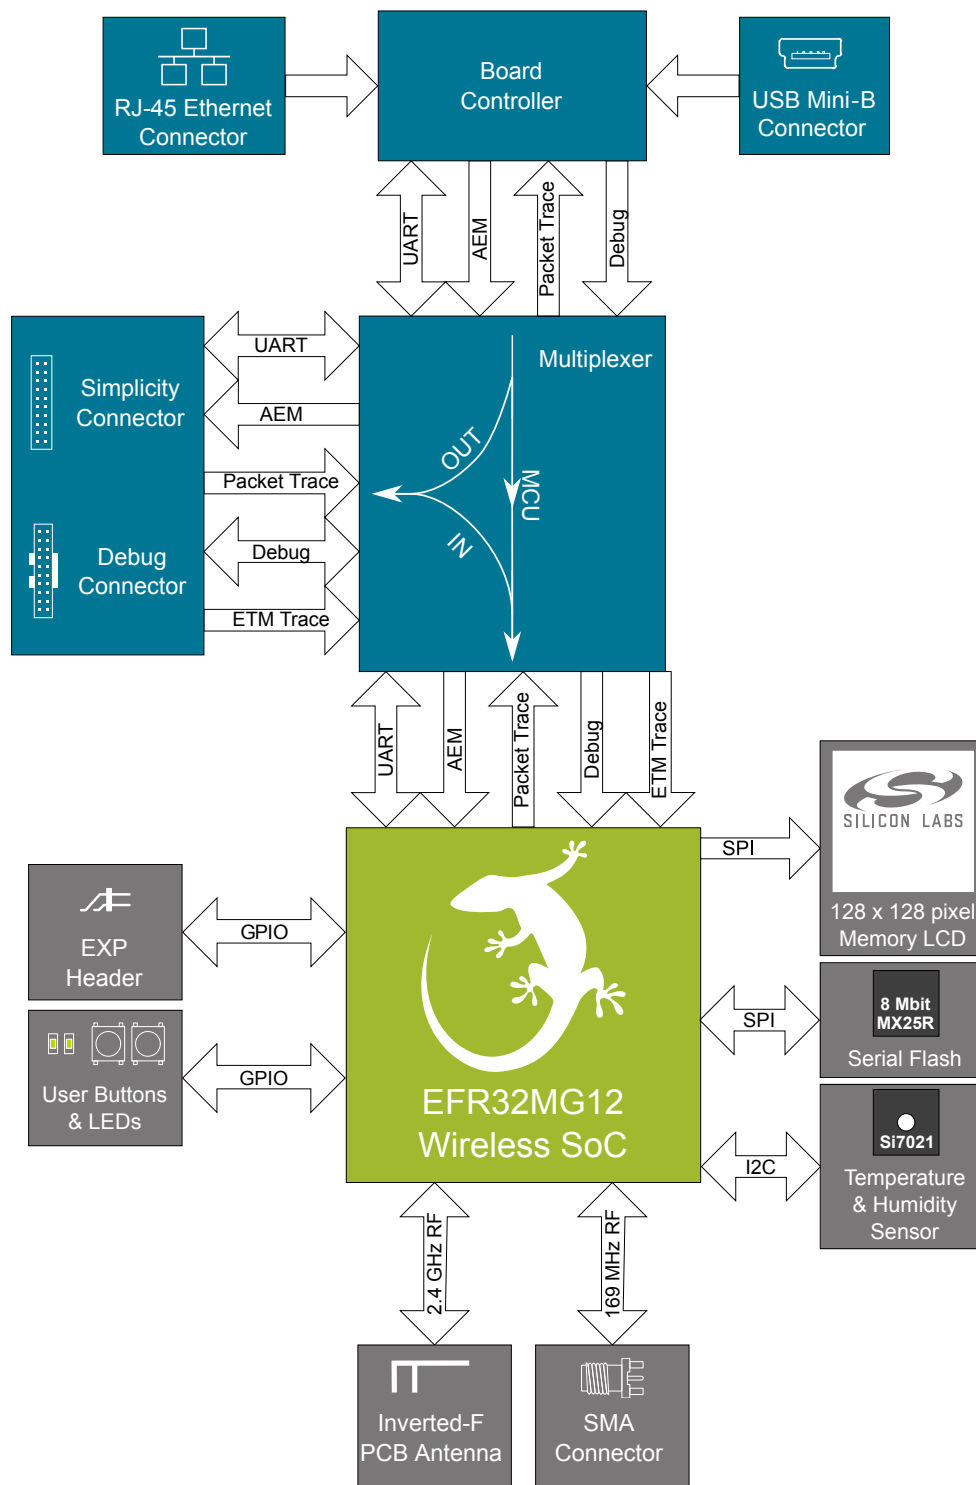 RJ-45 Ethernet
Connector
Board
Controller
USB Mini-B
Connector
UART
AEM
Packet Trace
Debug
Simplicity
Connector
Debug
Connector
UART
AEM
Packet Trace
Debug
ETM Trace
Multiplexer
OUT
MCU
IN
UART
AEM
Packet Trace
Debug
ETM Trace
SPI
SILICON LABS
128 x 128 pixel
Memory LCD
EXP
Header
GPIO
User Buttons
& LEDs
GPIO
EFR32MG12
Wireless SoC
SPI
8 Mbit
MX25R
Serial Flash
I2C
Si7021
Temperature
& Humidity
Sensor
2.4 GHz RF
169 MHz RF
Inverted-F
PCB Antenna
SMA
Connector